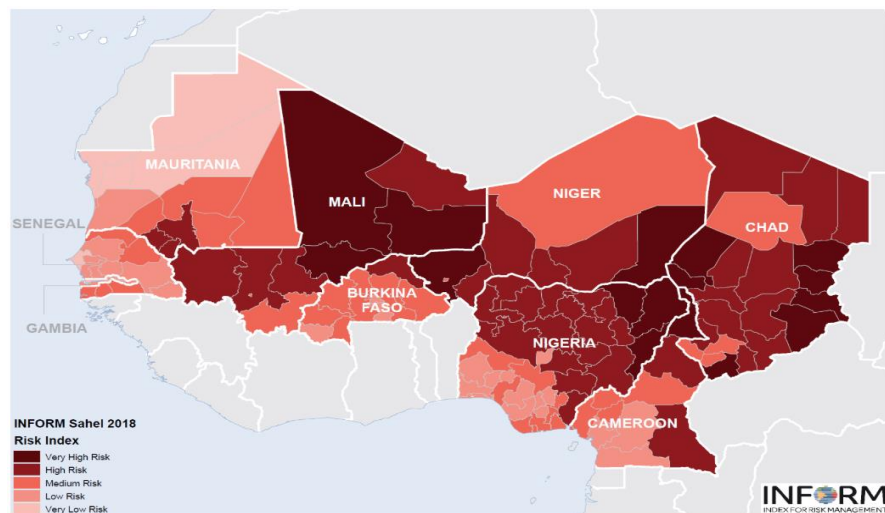 MAURITANIA
MALI
NIGER
CHAD
SENEGAL
GAMBIA
BURKINA
FASO
NIGERIA
CAMEROON
INFORM Sahel 2018
Risk Index
Very High Risk
High Risk
Medium Risk
Low Risk
Very Low Risk
INFORM
INDEX FOR RISK MANAGEMENT